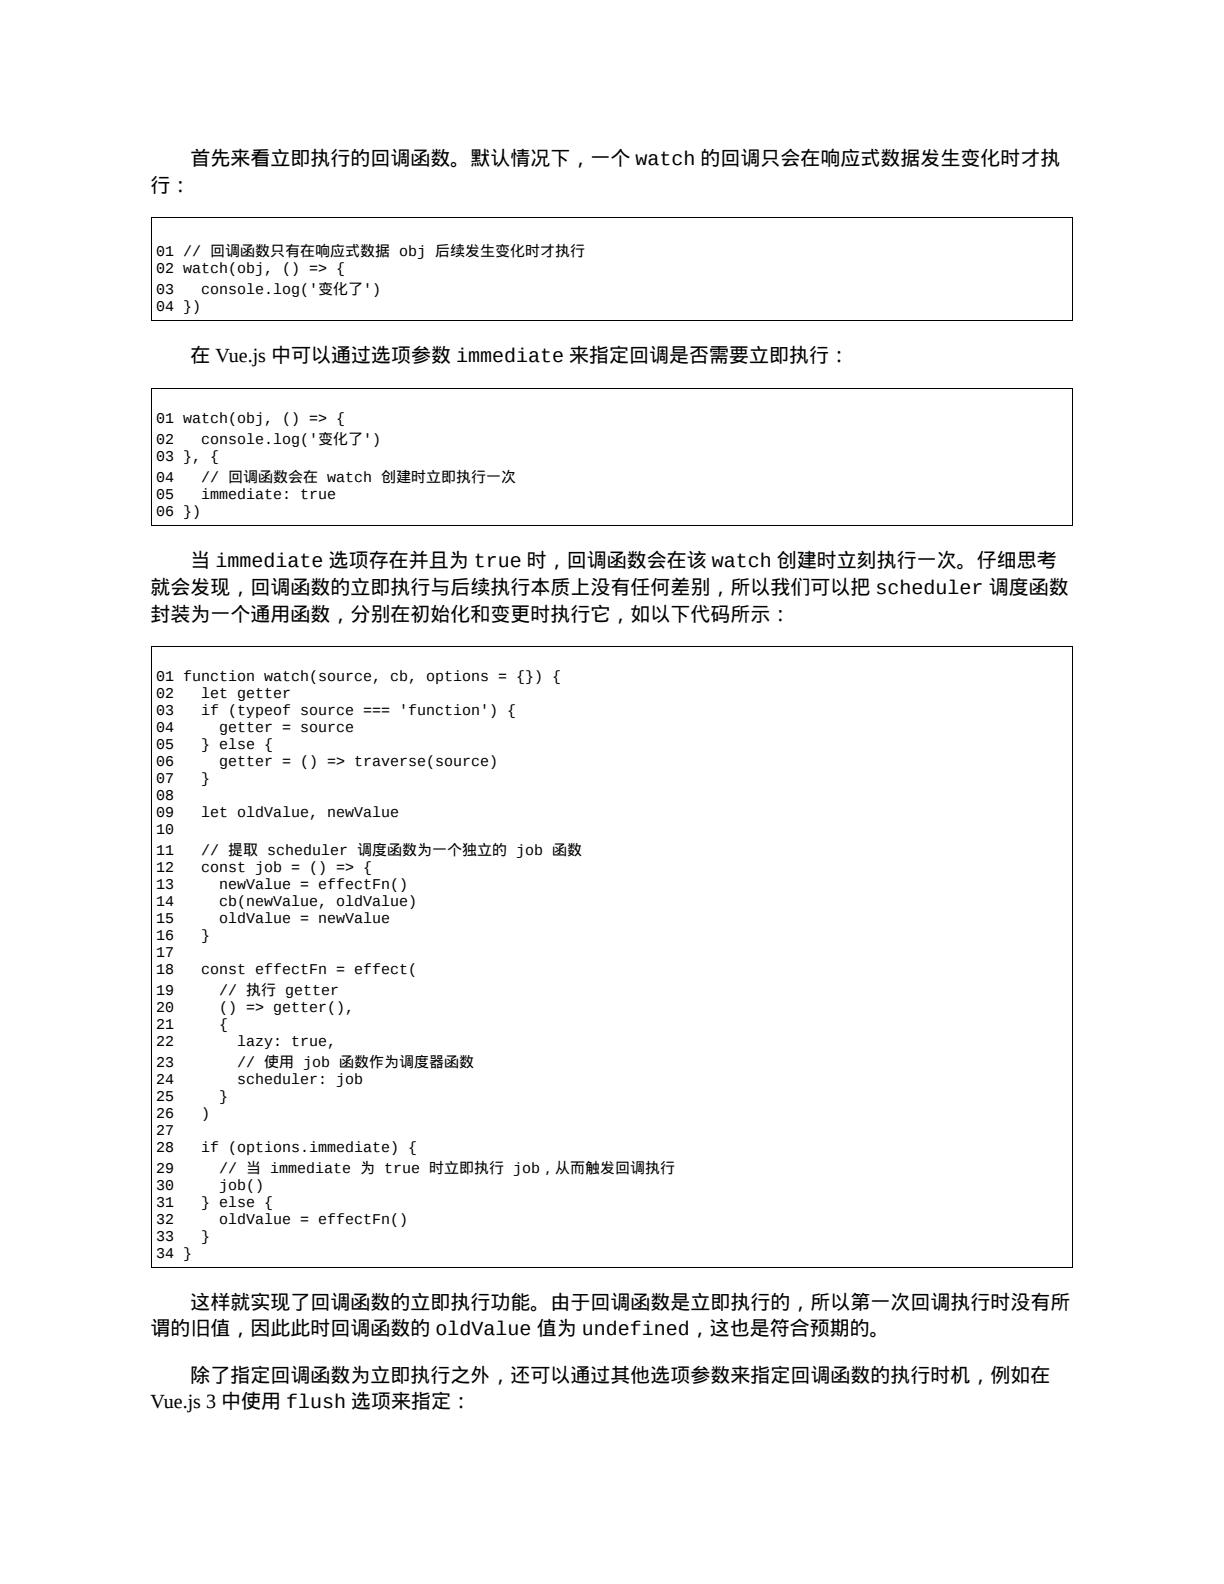 首先来看立即执行的回调函数。默认情况下，一个 watch 的回调只会在响应式数据发生变化时才执
行：
01 // 回调函数只有在响应式数据 obj 后续发生变化时才执行
02 watch(obj, () => {
03   console.log('变化了')
04 })
在 Vue.js 中可以通过选项参数 immediate 来指定回调是否需要立即执行：
01 watch(obj, () => {
02   console.log('变化了')
03 }, {
04   // 回调函数会在 watch 创建时立即执行一次
05   immediate: true
06 })
当 immediate 选项存在并且为 true 时，回调函数会在该 watch 创建时立刻执行一次。仔细思考
就会发现，回调函数的立即执行与后续执行本质上没有任何差别，所以我们可以把 scheduler 调度函数
封装为一个通用函数，分别在初始化和变更时执行它，如以下代码所示：
01 function watch(source, cb, options = {}) {
02   let getter
03   if (typeof source === 'function') {
04     getter = source
05   } else {
06     getter = () => traverse(source)
07   }
08
09   let oldValue, newValue
10
11   // 提取 scheduler 调度函数为一个独立的 job 函数
12   const job = () => {
13     newValue = effectFn()
14     cb(newValue, oldValue)
15     oldValue = newValue
16   }
17
18   const effectFn = effect(
19     // 执行 getter
20     () => getter(),
21     {
22       lazy: true,
23       // 使用 job 函数作为调度器函数
24       scheduler: job
25     }
26   )
27
28   if (options.immediate) {
29     // 当 immediate 为 true 时立即执行 job，从而触发回调执行
30     job()
31   } else {
32     oldValue = effectFn()
33   }
34 }
这样就实现了回调函数的立即执行功能。由于回调函数是立即执行的，所以第一次回调执行时没有所
谓的旧值，因此此时回调函数的 oldValue 值为 undefined，这也是符合预期的。
除了指定回调函数为立即执行之外，还可以通过其他选项参数来指定回调函数的执行时机，例如在
Vue.js 3 中使用 flush 选项来指定：